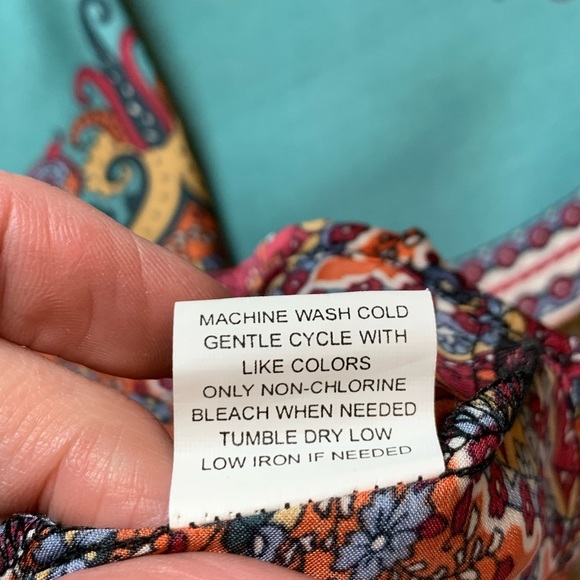 MACHINE WASH COLD
GENTLE CYCLE WITH
LIKE COLORS
ONLY NON-CHLORINE
BLEACH WHEN NEEDED
TUMBLE DRY LOW
LOW IRON IF NEEDED